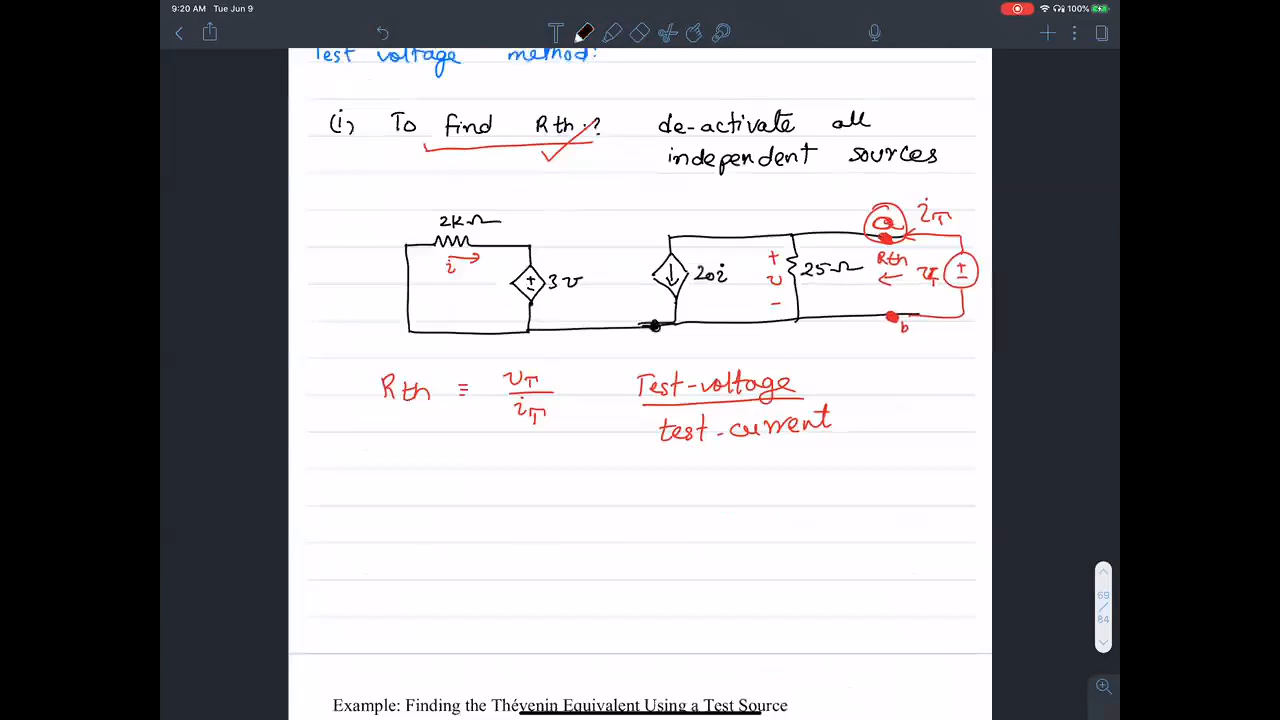 9:20 AM Tue Jun 9
100%
Test voltage method:
(i) To find Rth ? de-activate all
independent sources
2kΩ
i
3v
20i
+
v
−
25Ω
a
iT
Rth
vT
b
Rth ≡ vT / iT
Test-voltage
test-current
69
/
84
Example: Finding the Thévenin Equivalent Using a Test Source